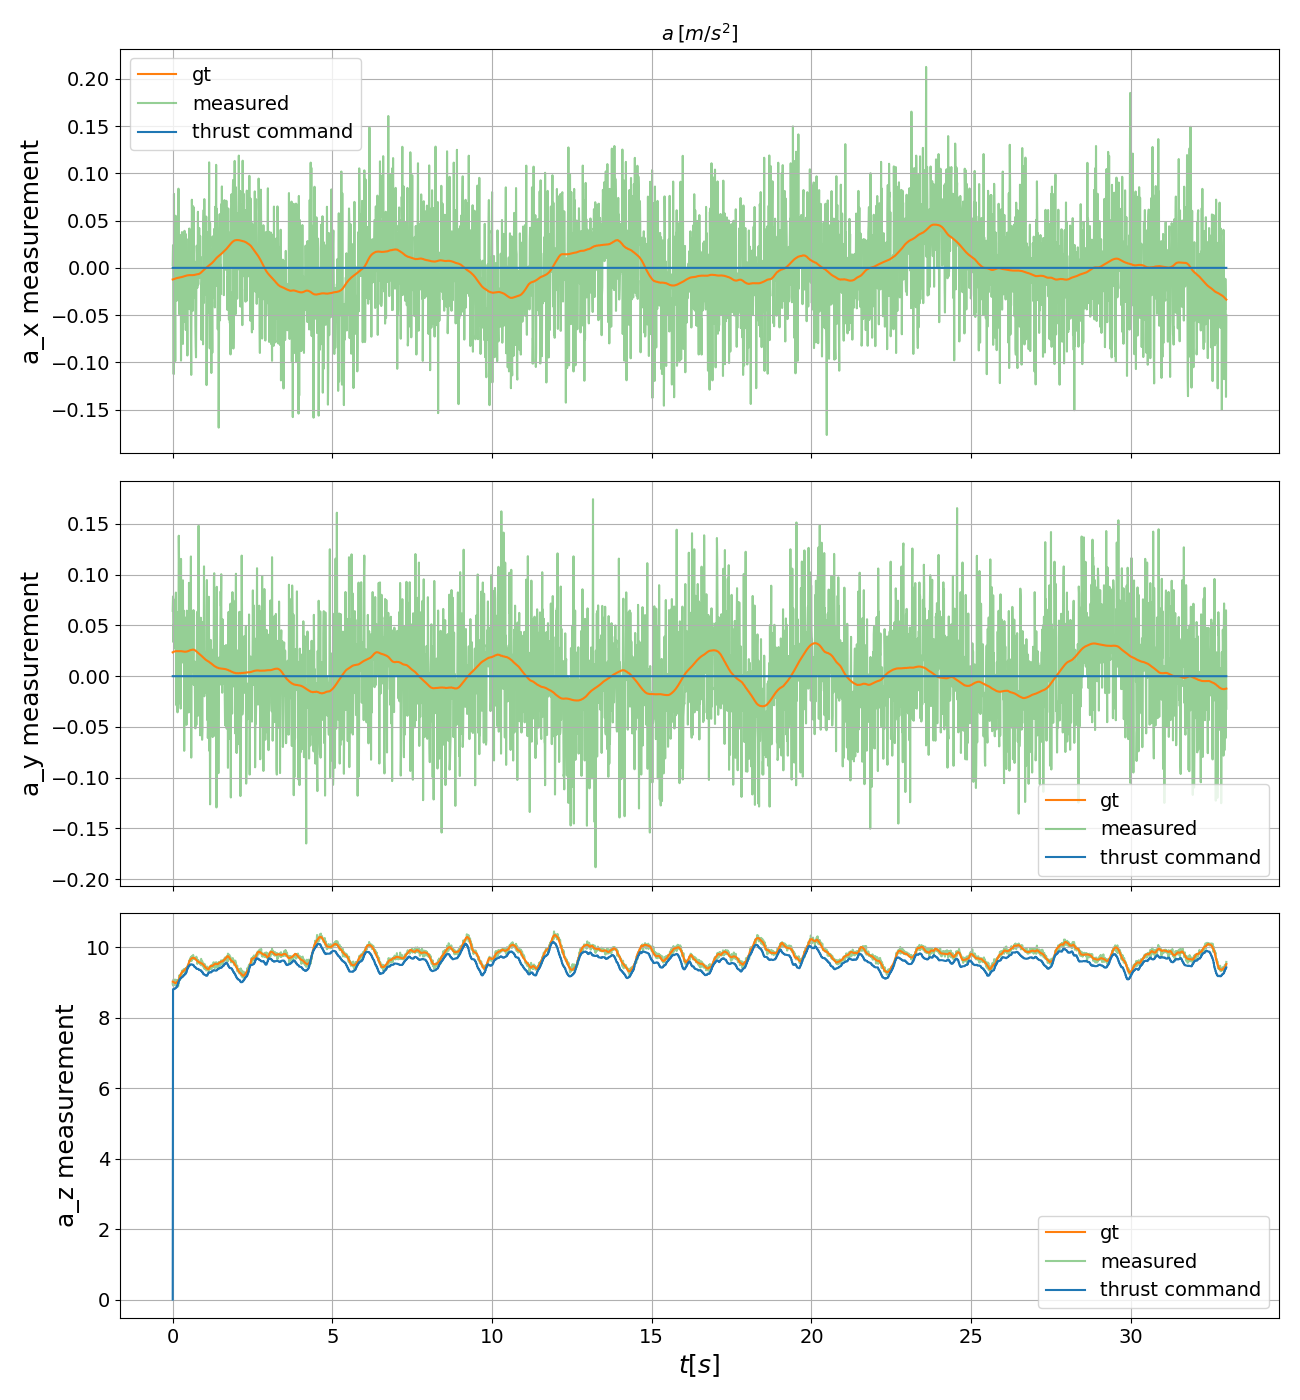 a [m/s²]
gt
measured
thrust command
0.20
0.15
0.10
0.05
0.00
−0.05
−0.10
−0.15
a_x measurement
0.15
0.10
0.05
0.00
−0.05
−0.10
−0.15
−0.20
a_y measurement
gt
measured
thrust command
10
8
6
4
2
0
a_z measurement
gt
measured
thrust command
0 5 10 15 20 25 30
t[s]